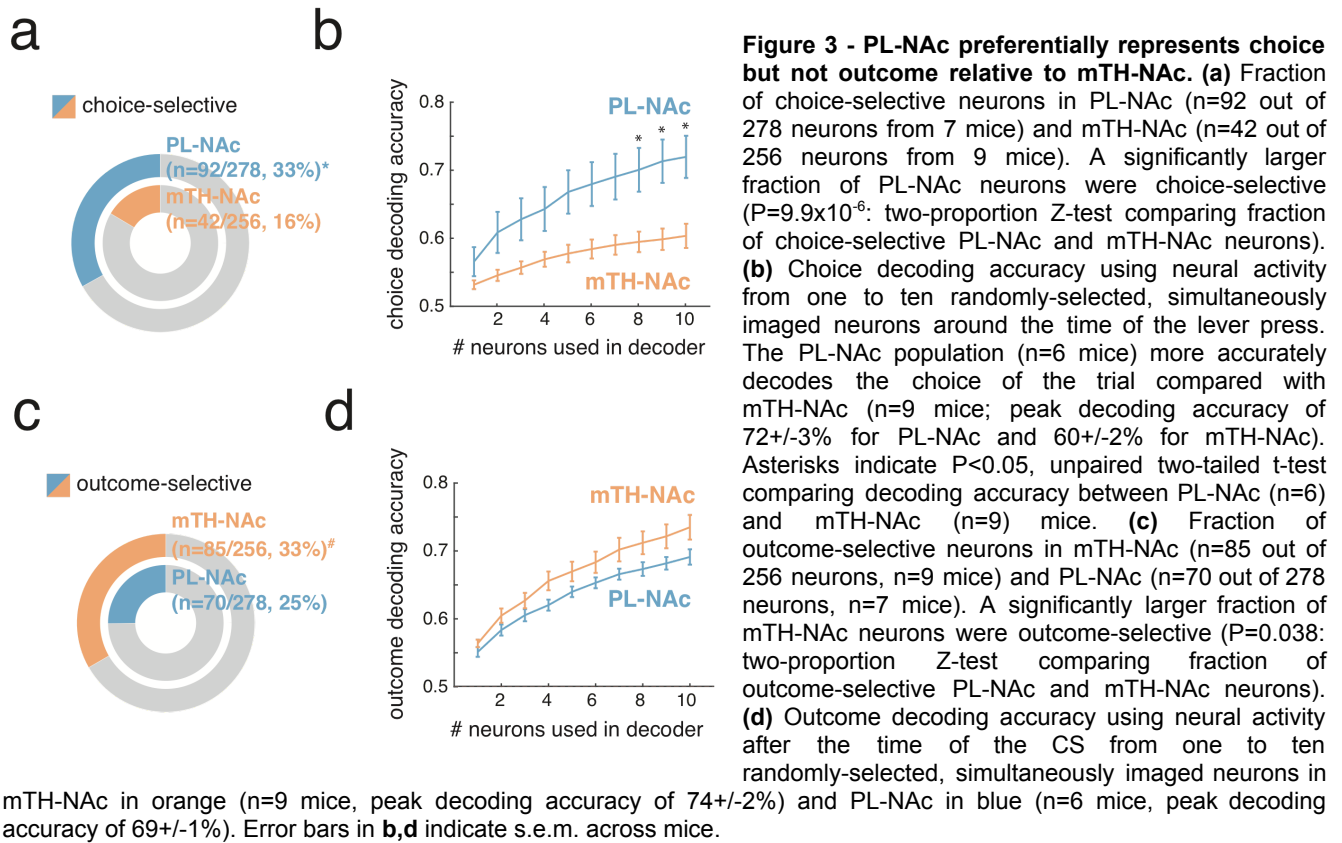 a
choice-selective
PL-NAc
(n=92/278, 33%)*
mTH-NAc
(n=42/256, 16%)
b
choice decoding accuracy
0.8
0.7
0.6
0.5
PL-NAc
* * *
mTH-NAc
2 4 6 8 10
# neurons used in decoder
c
outcome-selective
mTH-NAc
(n=85/256, 33%)#
PL-NAc
(n=70/278, 25%)
d
outcome decoding accuracy
0.8
0.7
0.6
0.5
mTH-NAc
PL-NAc
2 4 6 8 10
# neurons used in decoder
Figure 3 - PL-NAc preferentially represents choice
but not outcome relative to mTH-NAc. (a) Fraction
of choice-selective neurons in PL-NAc (n=92 out of
278 neurons from 7 mice) and mTH-NAc (n=42 out of
256 neurons from 9 mice). A significantly larger
fraction of PL-NAc neurons were choice-selective
(P=9.9x10⁻⁶: two-proportion Z-test comparing fraction
of choice-selective PL-NAc and mTH-NAc neurons).
(b) Choice decoding accuracy using neural activity
from one to ten randomly-selected, simultaneously
imaged neurons around the time of the lever press.
The PL-NAc population (n=6 mice) more accurately
decodes the choice of the trial compared with
mTH-NAc (n=9 mice; peak decoding accuracy of
72+/-3% for PL-NAc and 60+/-2% for mTH-NAc).
Asterisks indicate P<0.05, unpaired two-tailed t-test
comparing decoding accuracy between PL-NAc (n=6)
and mTH-NAc (n=9) mice. (c) Fraction of
outcome-selective neurons in mTH-NAc (n=85 out of
256 neurons, n=9 mice) and PL-NAc (n=70 out of 278
neurons, n=7 mice). A significantly larger fraction of
mTH-NAc neurons were outcome-selective (P=0.038:
two-proportion Z-test comparing fraction of
outcome-selective PL-NAc and mTH-NAc neurons).
(d) Outcome decoding accuracy using neural activity
after the time of the CS from one to ten
randomly-selected, simultaneously imaged neurons in
mTH-NAc in orange (n=9 mice, peak decoding accuracy of 74+/-2%) and PL-NAc in blue (n=6 mice, peak decoding
accuracy of 69+/-1%). Error bars in b,d indicate s.e.m. across mice.